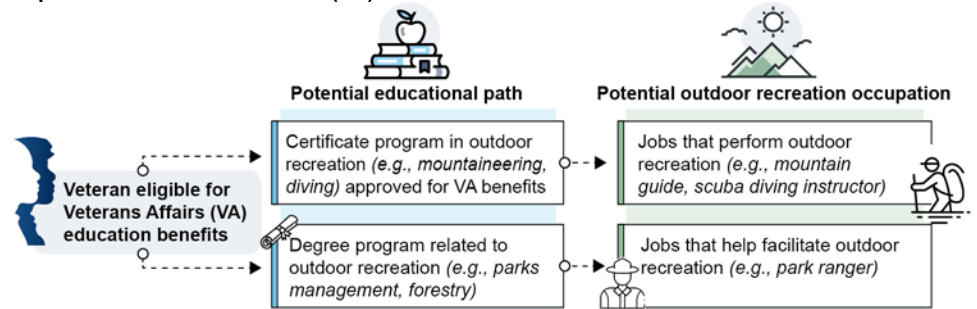 Potential educational path
Potential outdoor recreation occupation
Veteran eligible for
Veterans Affairs (VA)
education benefits
Certificate program in outdoor
recreation (e.g., mountaineering,
diving) approved for VA benefits
Jobs that perform outdoor
recreation (e.g., mountain
guide, scuba diving instructor)
Degree program related to
outdoor recreation (e.g., parks
management, forestry)
Jobs that help facilitate outdoor
recreation (e.g., park ranger)